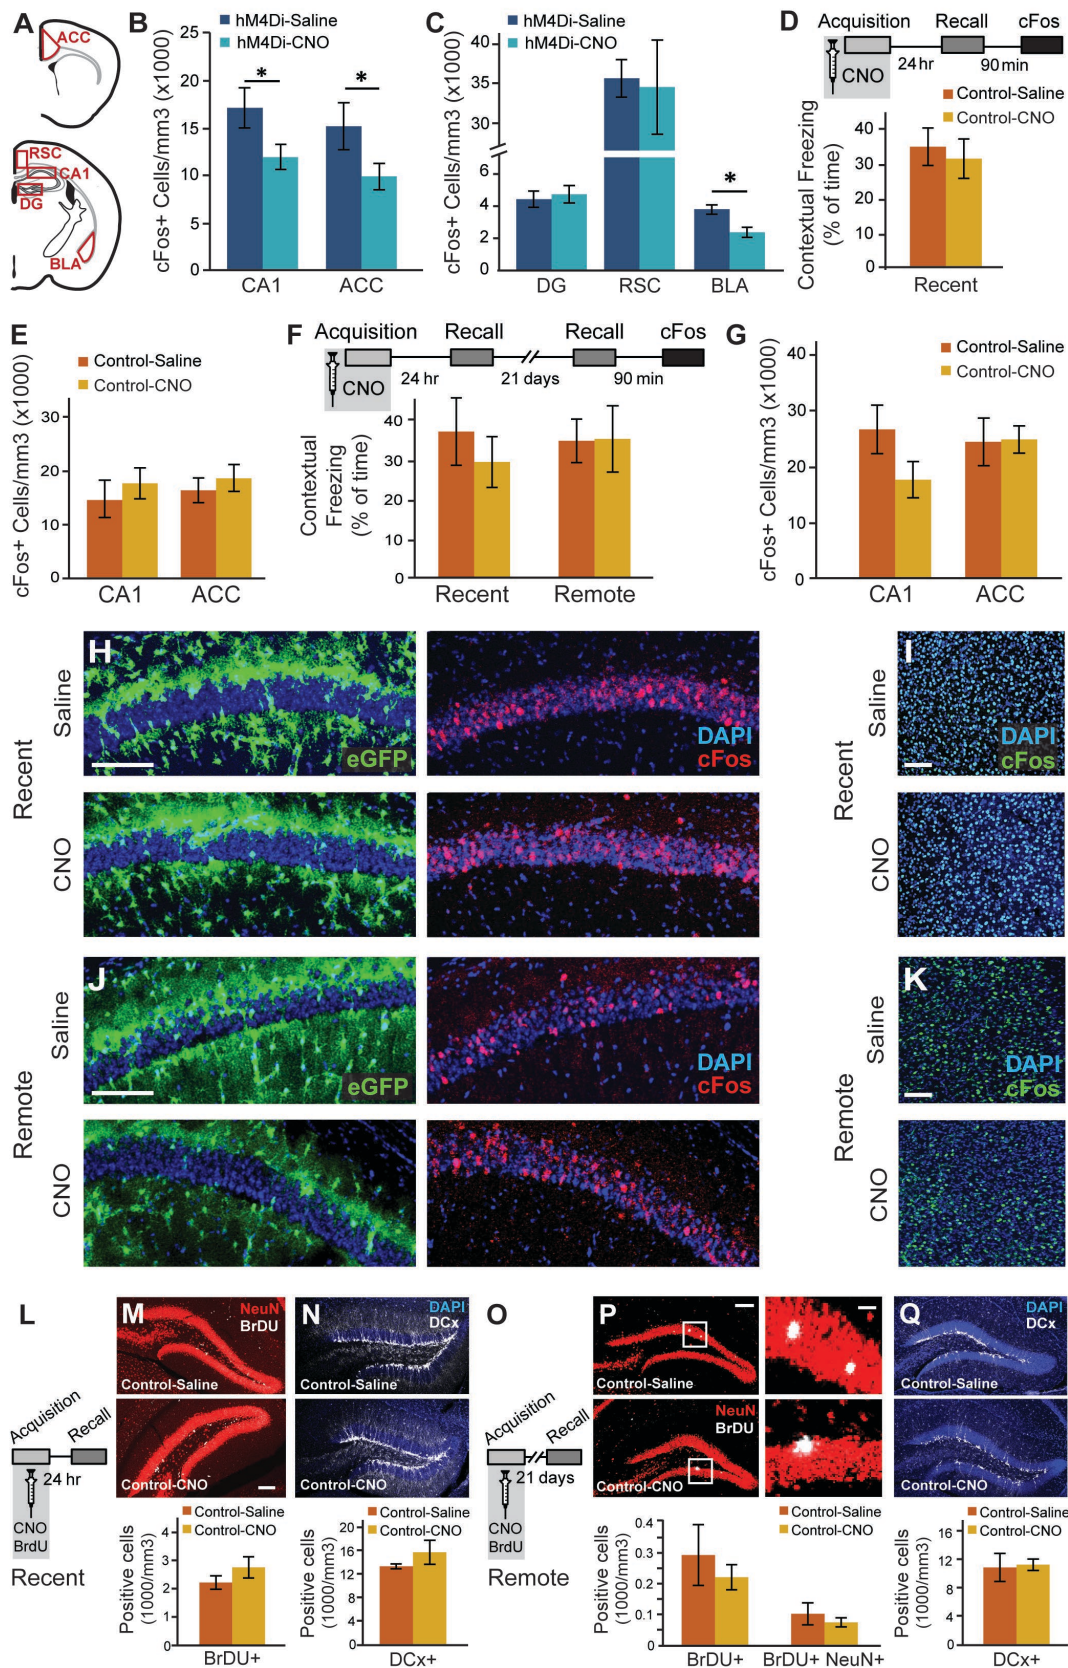 A
ACC
RSC
CA1
DG
BLA
B
hM4Di-Saline
hM4Di-CNO
cFos+ Cells/mm3 (x1000)
25
20
15
10
5
0
*
*
CA1
ACC
C
hM4Di-Saline
hM4Di-CNO
cFos+ Cells/mm3 (x1000)
40
35
30
6
4
2
0
*
DG
RSC
BLA
D
Acquisition
Recall
cFos
CNO
24 hr
90 min
Control-Saline
Control-CNO
Contextual Freezing
(% of time)
40
30
20
10
0
Recent
E
Control-Saline
Control-CNO
cFos+ Cells/mm3 (x1000)
30
20
10
0
CA1
ACC
F
Acquisition
Recall
Recall
cFos
CNO
24 hr
21 days
90 min
Contextual
Freezing
(% of time)
40
30
20
10
0
Recent
Remote
G
Control-Saline
Control-CNO
cFos+ Cells/mm3 (x1000)
40
30
20
10
0
CA1
ACC
Recent
Saline
CNO
H
eGFP
DAPI
cFos
Recent
Saline
CNO
I
DAPI
cFos
Remote
Saline
CNO
J
eGFP
DAPI
cFos
Remote
Saline
CNO
K
DAPI
cFos
L
Acquisition
Recall
24 hr
CNO
BrdU
Recent
M
NeuN
BrDU
Control-Saline
Control-CNO
Control-Saline
Control-CNO
Positive cells
(1000/mm3)
4
3
2
1
0
BrDU+
N
DAPI
DCx
Control-Saline
Control-CNO
Control-Saline
Control-CNO
Positive cells
(1000/mm3)
20
16
12
8
4
0
DCx+
O
Acquisition
Recall
21 days
CNO
BrdU
Remote
P
Control-Saline
NeuN
BrDU
Control-CNO
Control-Saline
Control-CNO
Positive cells
(1000/mm3)
0.4
0.3
0.2
0.1
0
BrDU+
BrDU+ NeuN+
Q
DAPI
DCx
Control-Saline
Control-CNO
Control-Saline
Control-CNO
Positive cells
(1000/mm3)
16
12
8
4
0
DCx+